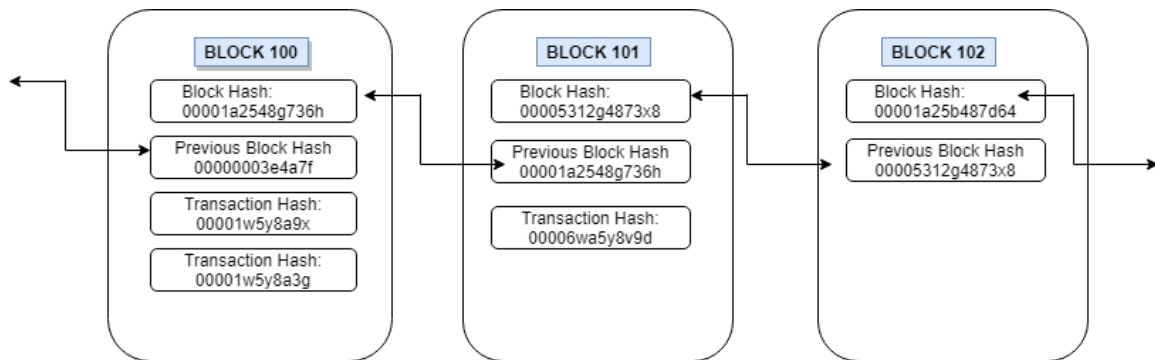 BLOCK 100
Block Hash:
00001a2548g736h
Previous Block Hash
00000003e4a7f
Transaction Hash:
00001w5y8a9x
Transaction Hash:
00001w5y8a3g
BLOCK 101
Block Hash:
00005312g4873x8
Previous Block Hash
00001a2548g736h
Transaction Hash:
00006wa5y8v9d
BLOCK 102
Block Hash:
00001a25b487d64
Previous Block Hash
00005312g4873x8